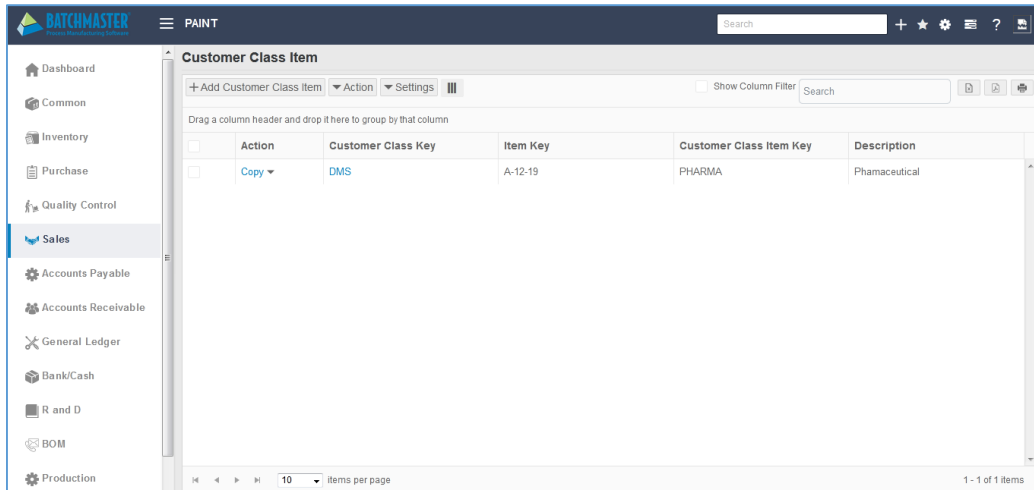 BATCHMASTER
Process Manufacturing Software
PAINT
Search
?
Dashboard
Common
Inventory
Purchase
Quality Control
Sales
Accounts Payable
Accounts Receivable
General Ledger
Bank/Cash
R and D
BOM
Production
Customer Class Item
+Add Customer Class Item Action Settings
Show Column Filter Search
Drag a column header and drop it here to group by that column
Action Customer Class Key Item Key Customer Class Item Key Description
Copy DMS A-12-19 PHARMA Phamaceutical
10 items per page 1 - 1 of 1 items